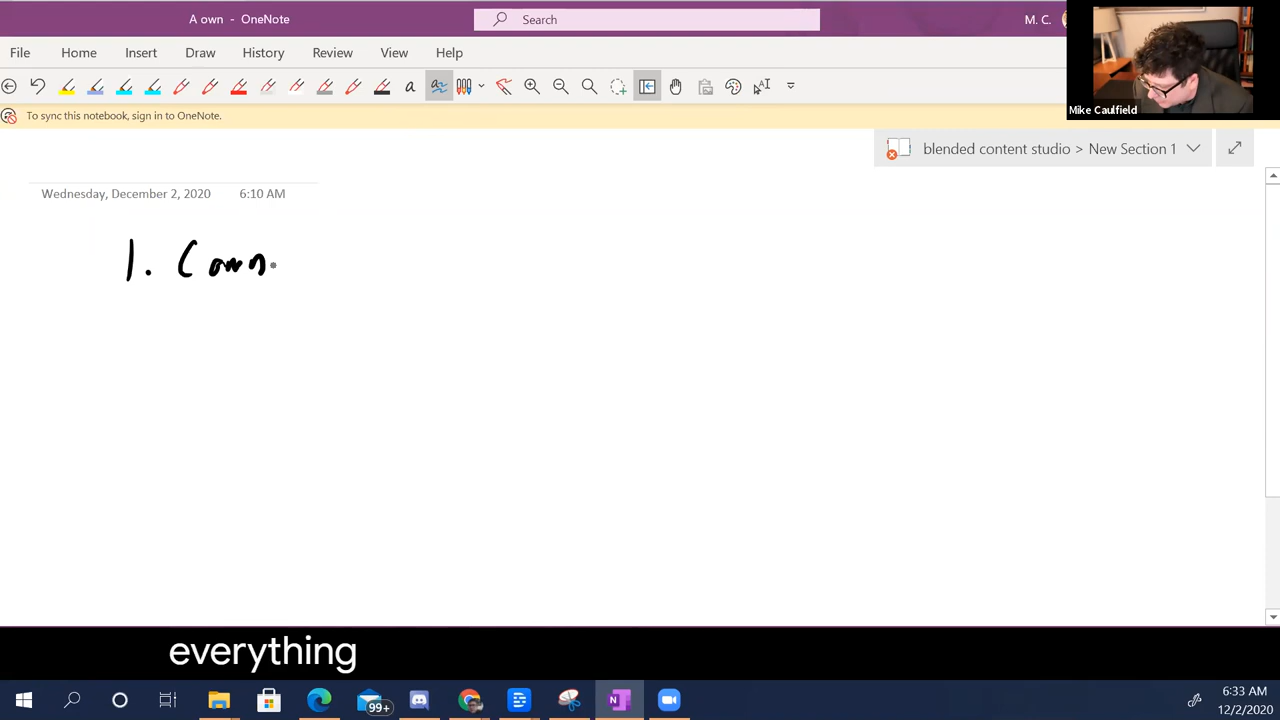 A own - OneNote
Search
M. C.
Mike Caulfield
File Home Insert Draw History Review View Help
a
To sync this notebook, sign in to OneNote.
blended content studio > New Section 1
Wednesday, December 2, 2020 6:10 AM
1. Comm
everything
99+
N
6:33 AM
12/2/2020